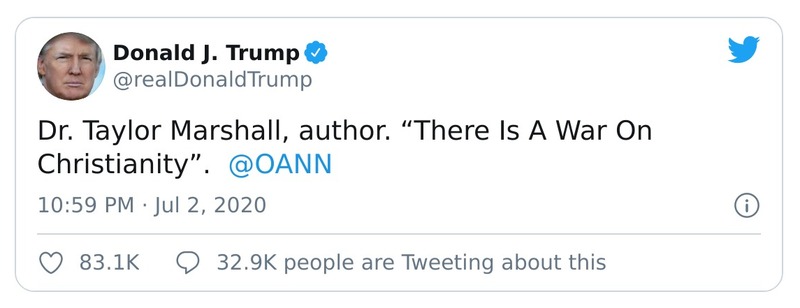 Donald J. Trump
@realDonaldTrump
Dr. Taylor Marshall, author. “There Is A War On
Christianity”.  @OANN
10:59 PM · Jul 2, 2020
83.1K 32.9K people are Tweeting about this